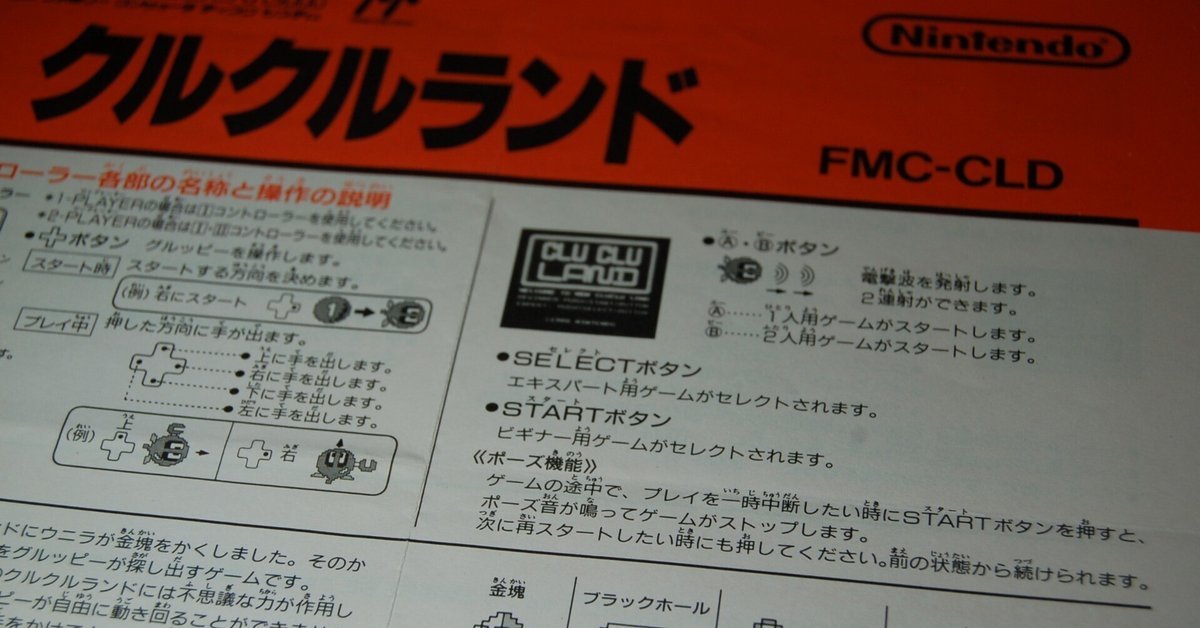 Nintendo®
クルクルランド
FMC-CLD
ローラー各部の名称と操作の説明
*1-PLAYERの場合は[I]コントローラーを使用してください。
*2-PLAYERの場合は[I]・[II]コントローラーを使用してください。
●ボタン グルッピーを操作します。
スタート時 スタートする方向を決めます。
(例)右にスタート
プレイ中 押した方向に手が出ます。
●上に手を出します。
●右に手を出します。
●下に手を出します。
●左に手を出します。
(例)上
右
CLU CLU
LAND
●Ⓐ・Ⓑボタン
電撃波を発射します。
2連射ができます。
Ⓐ……1人用ゲームがスタートします。
Ⓑ……2人用ゲームがスタートします。
●SELECTボタン
エキスパート用ゲームがセレクトされます。
●STARTボタン
ビギナー用ゲームがセレクトされます。
《ポーズ機能》
ゲームの途中で、プレイを一時中断したい時にSTARTボタンを押すと、
ポーズ音が鳴ってゲームがストップします。
次に再スタートしたい時にも押してください。前の状態から続けられます。
ドにウニラが金塊をかくしました。そのか
をグルッピーが探し出すゲームです。
クルクルランドには不思議な力が作用し
ピーが自由に動き回ることができ
金塊
ブラックホール